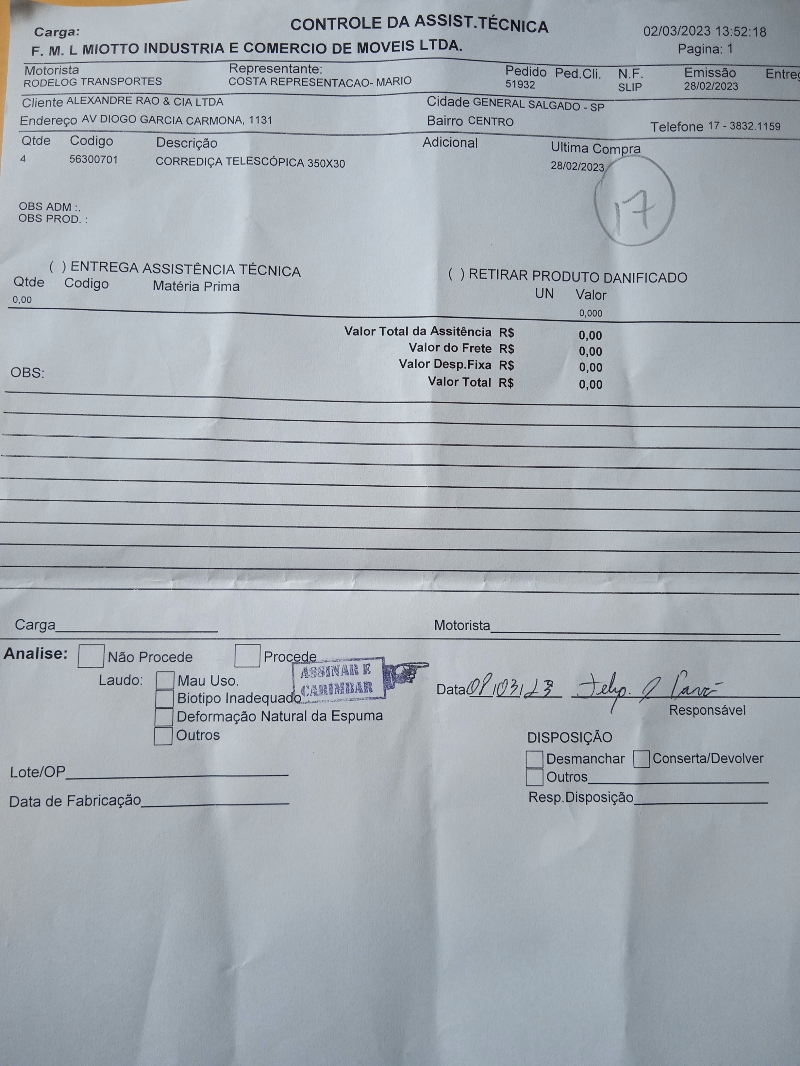 CONTROLE DA ASSIST.TÉCNICA
02/03/2023 13:52:18
Carga:
F. M. L MIOTTO INDUSTRIA E COMERCIO DE MOVEIS LTDA.
Pagina: 1
Motorista Representante: Pedido Ped.Cli. N.F. Emissão Entreg
RODELOG TRANSPORTES COSTA REPRESENTACAO- MARIO 51932 SLIP 28/02/2023
Cliente ALEXANDRE RAO & CIA LTDA Cidade GENERAL SALGADO - SP
Endereço AV DIOGO GARCIA CARMONA, 1131 Bairro CENTRO Telefone 17 - 3832.1159
Qtde Codigo Descrição Adicional Ultima Compra
4 56300701 CORREDIÇA TELESCÓPICA 350X30 28/02/2023
17
OBS ADM :.
OBS PROD. :
( ) ENTREGA ASSISTÊNCIA TÉCNICA ( ) RETIRAR PRODUTO DANIFICADO
Qtde Codigo Matéria Prima UN Valor
0,00 0,000
Valor Total da Assitência R$ 0,00
Valor do Frete R$ 0,00
Valor Desp.Fixa R$ 0,00
Valor Total R$ 0,00
OBS:
Carga Motorista
Analise: Não Procede Procede
ASSINAR E
CARIMBAR
Laudo: Mau Uso.
Biotipo Inadequado
Deformação Natural da Espuma
Outros
Data 08/03/23
Responsável
DISPOSIÇÃO
Desmanchar Conserta/Devolver
Outros
Lote/OP
Data de Fabricação Resp.Disposição